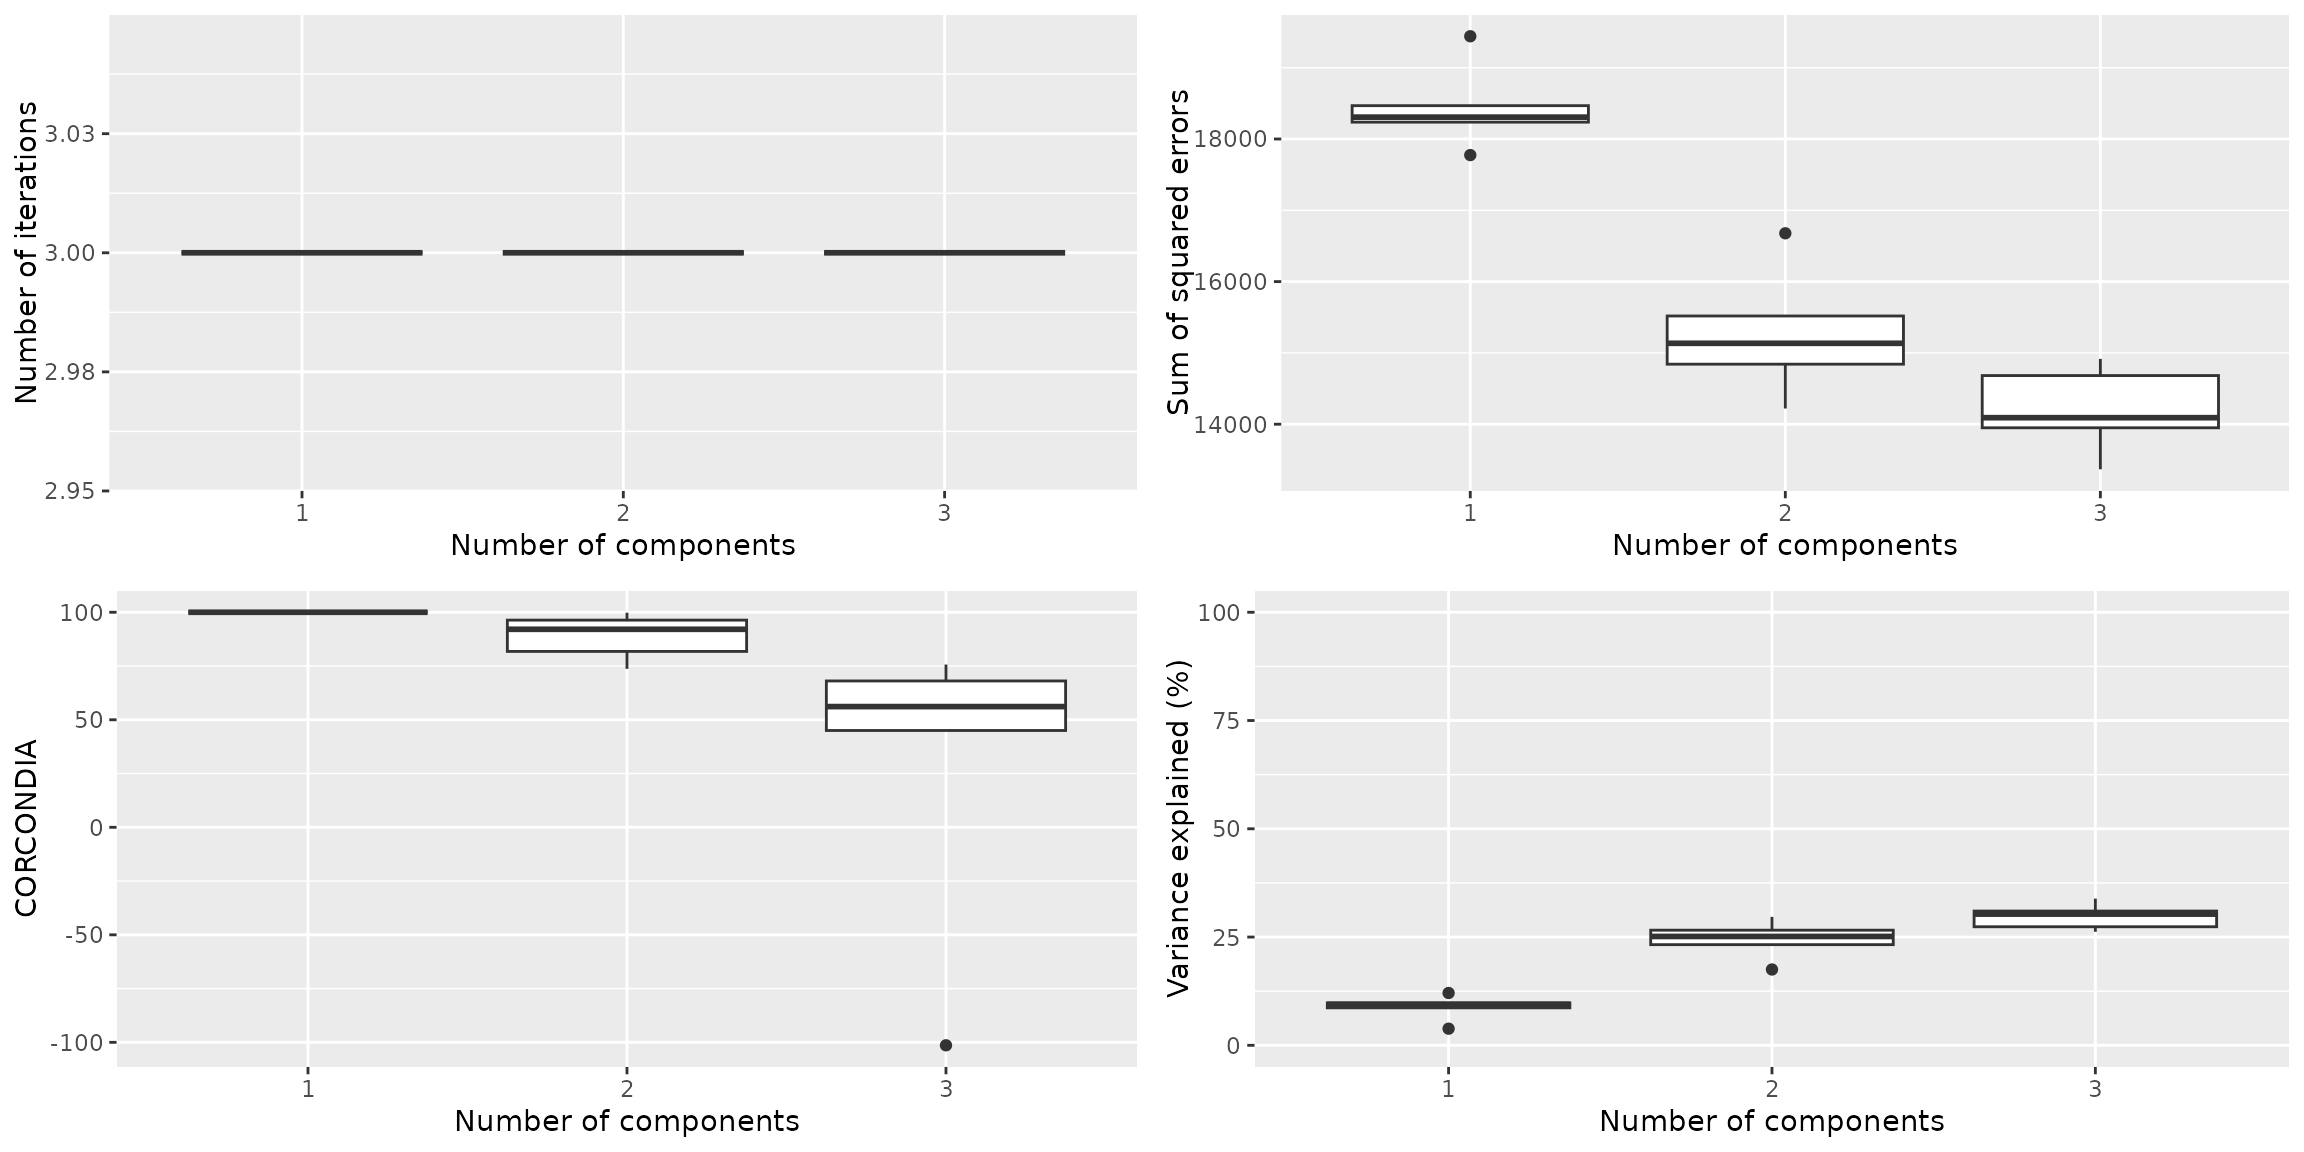 Number of iterations
3.03
3.00
2.98
2.95
1 2 3
Number of components
Sum of squared errors
18000
16000
14000
1 2 3
Number of components
CORCONDIA
100
50
0
-50
-100
1 2 3
Number of components
Variance explained (%)
100
75
50
25
0
1 2 3
Number of components